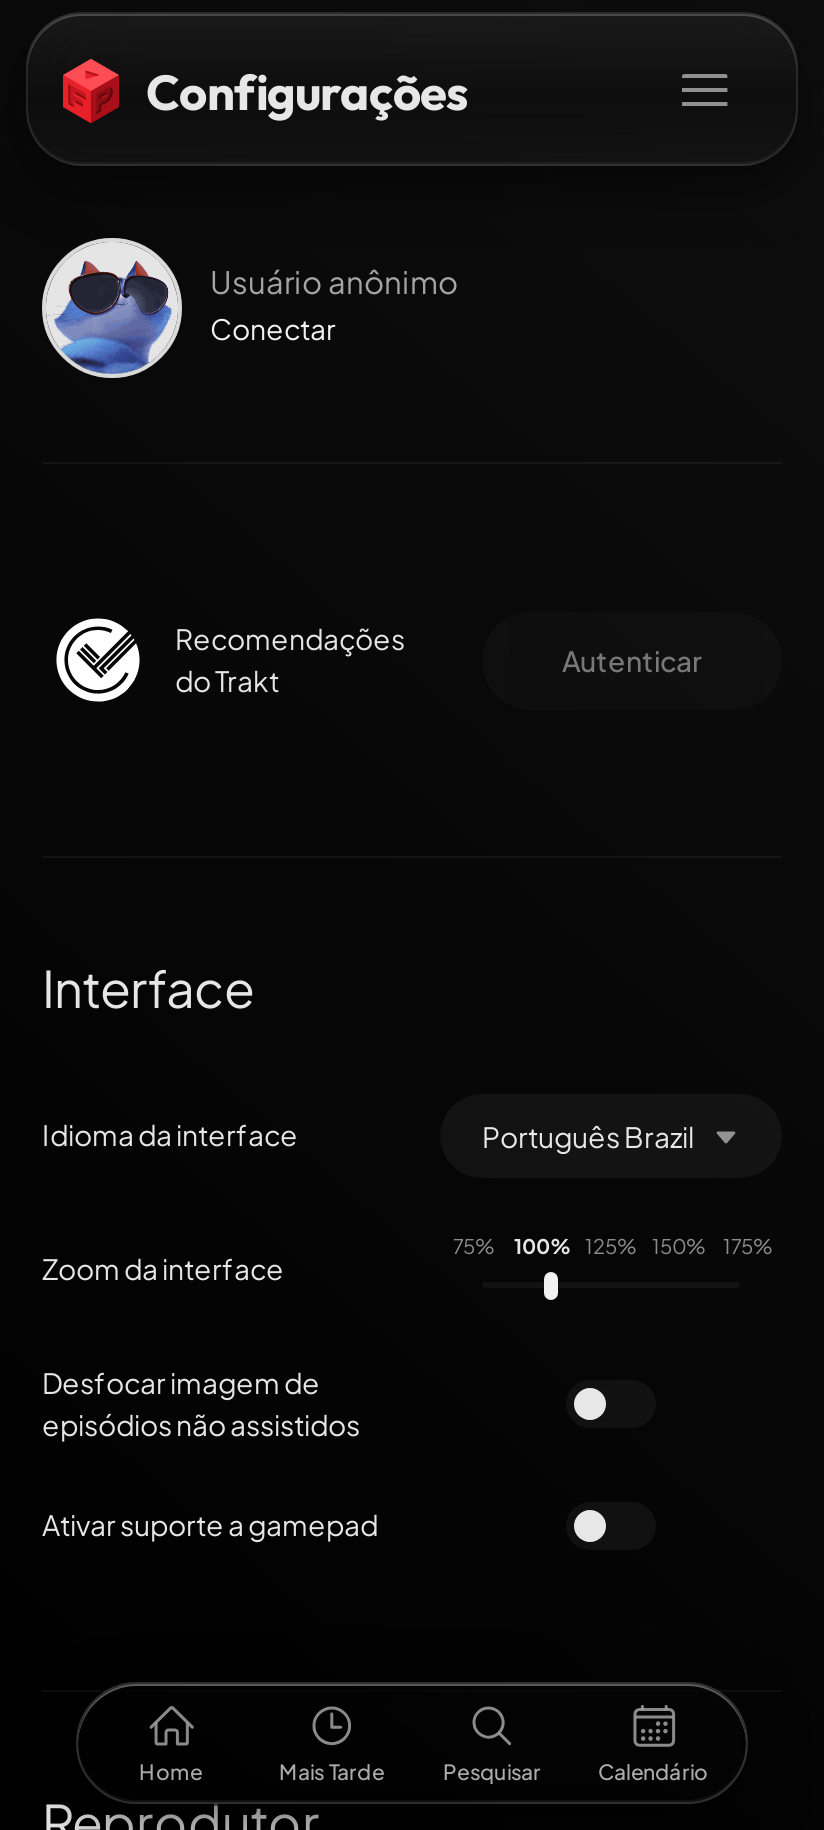 Configurações
Usuário anônimo
Conectar
Recomendações
do Trakt
Autenticar
Interface
Idioma da interface
Português Brazil
75% 100% 125% 150% 175%
Zoom da interface
Desfocar imagem de
episódios não assistidos
Ativar suporte a gamepad
Home Mais Tarde Pesquisar Calendário
Reprodutor